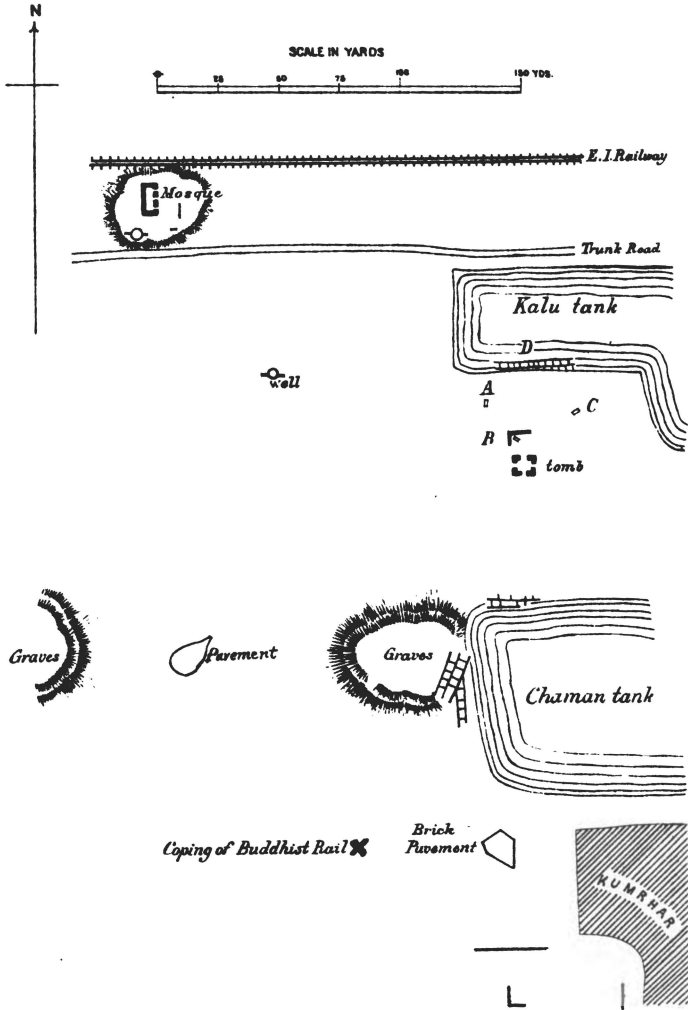 N
SCALE IN YARDS
25 50 75 100 150 YDS.
E.I. Railway
Mosque
Trunk Road
Kalu tank
D
well
A
C
B
tomb
Graves
Pavement
Graves
Chaman tank
Coping of Buddhist Rail
Brick
Pavement
KUMRHAR